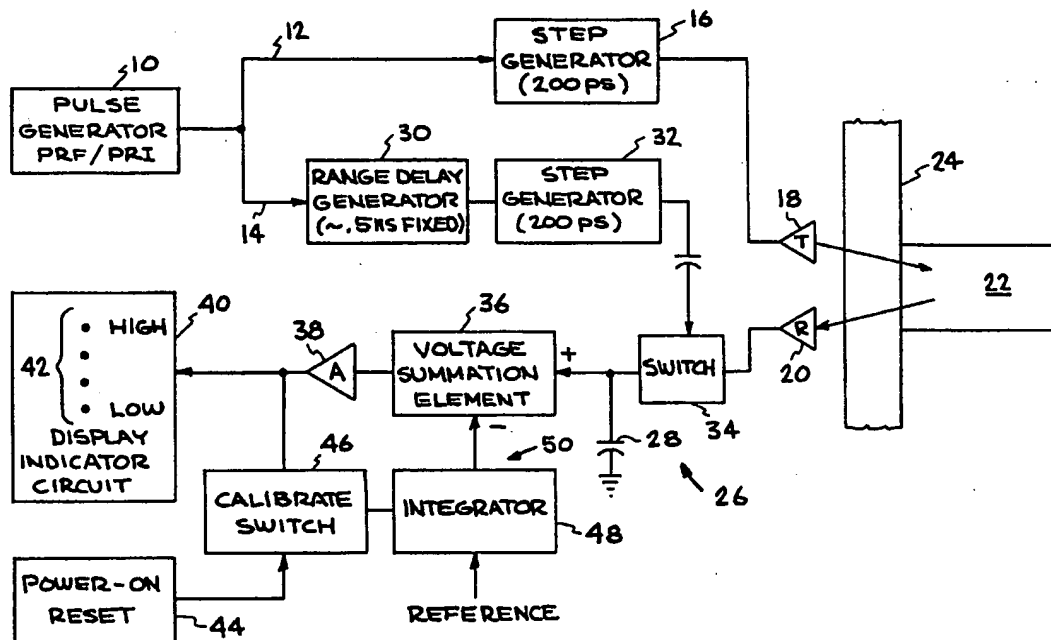 10
PULSE
GENERATOR
PRF/PRI
12
16
STEP
GENERATOR
(200 PS)
14
30
RANGE DELAY
GENERATOR
(~.5NS FIXED)
32
STEP
GENERATOR
(200 PS)
24
18
T
22
R
20
40
42
HIGH
LOW
DISPLAY
INDICATOR
CIRCUIT
38
A
36
VOLTAGE
SUMMATION
ELEMENT
+
-
SWITCH
34
28
26
50
46
CALIBRATE
SWITCH
INTEGRATOR
48
POWER-ON
RESET
44
REFERENCE